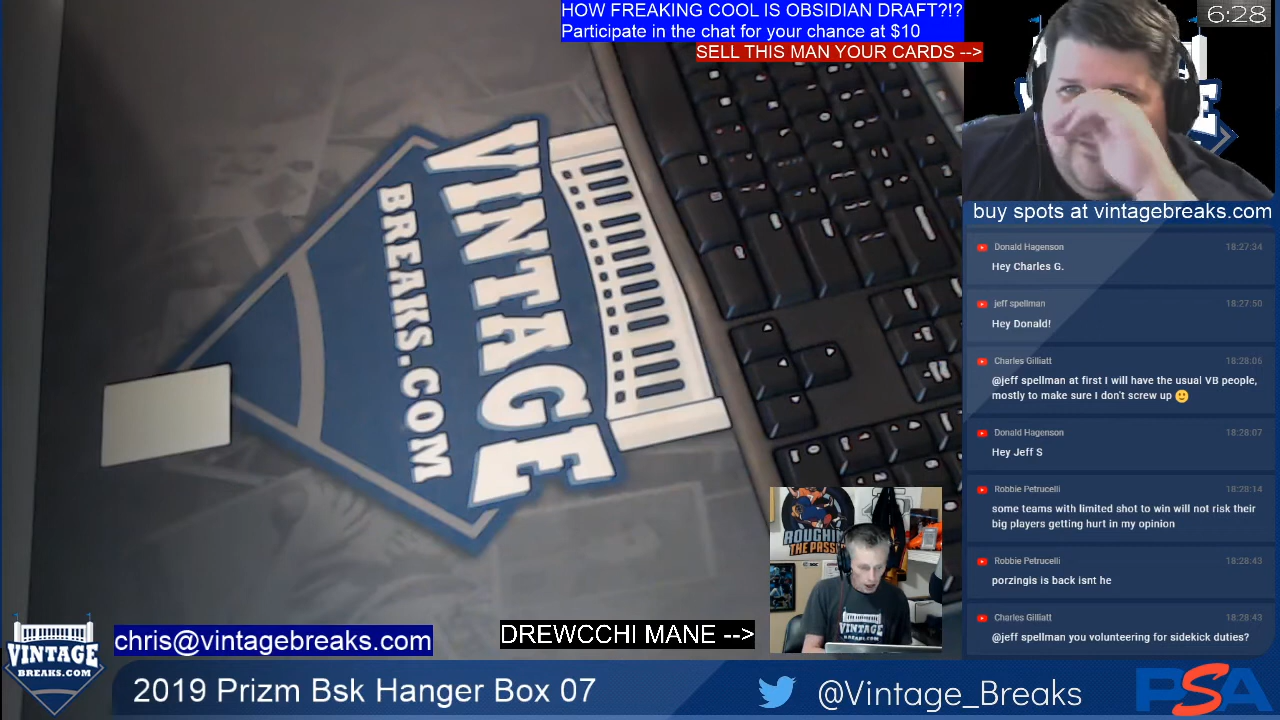 HOW FREAKING COOL IS OBSIDIAN DRAFT?!?
Participate in the chat for your chance at $10
SELL THIS MAN YOUR CARDS -->
6:28
buy spots at vintagebreaks.com
Donald Hagenson 18:27:34
Hey Charles G.
jeff spellman 18:27:50
Hey Donald!
Charles Gilliatt 18:28:06
@jeff spellman at first I will have the usual VB people,
mostly to make sure I don't screw up 🙂
Donald Hagenson 18:28:07
Hey Jeff S
Robbie Petrucelli 18:28:14
some teams with limited shot to win will not risk their
big players getting hurt in my opinion
Robbie Petrucelli 18:28:43
porzingis is back isnt he
Charles Gilliatt 18:28:43
@jeff spellman you volunteering for sidekick duties?
VINTAGE
BREAKS.COM
ROUGHING
THE PASS
VINTAGE
DREWCCHI MANE -->
chris@vintagebreaks.com
VINTAGE
BREAKS.COM
2019 Prizm Bsk Hanger Box 07
@Vintage_Breaks
PSA